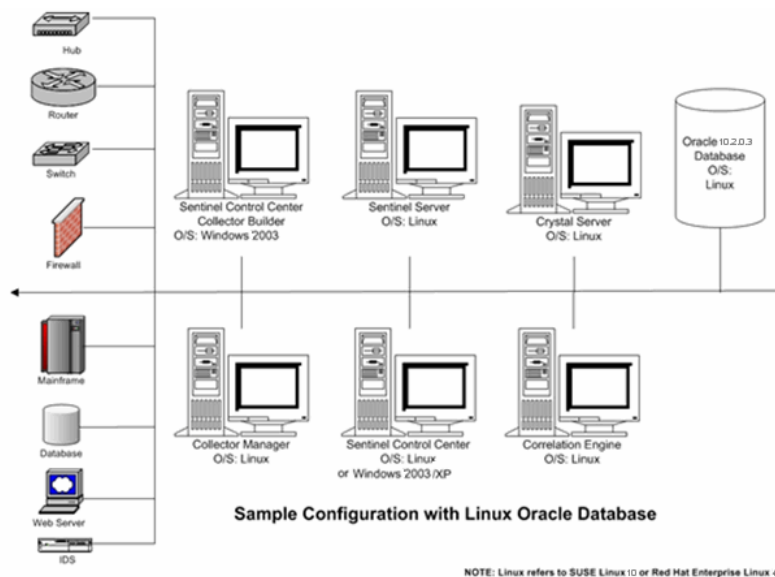 Hub
Router
Switch
Firewall
Mainframe
Database
Web Server
IDS
Sentinel Control Center
Collector Builder
O/S: Windows 2003
Sentinel Server
O/S: Linux
Crystal Server
O/S: Linux
Oracle 10.2.0.3
Database
O/S:
Linux
Collector Manager
O/S: Linux
Sentinel Control Center
O/S: Linux
or Windows 2003/XP
Correlation Engine
O/S: Linux
Sample Configuration with Linux Oracle Database
NOTE: Linux refers to SUSE Linux 10 or Red Hat Enterprise Linux